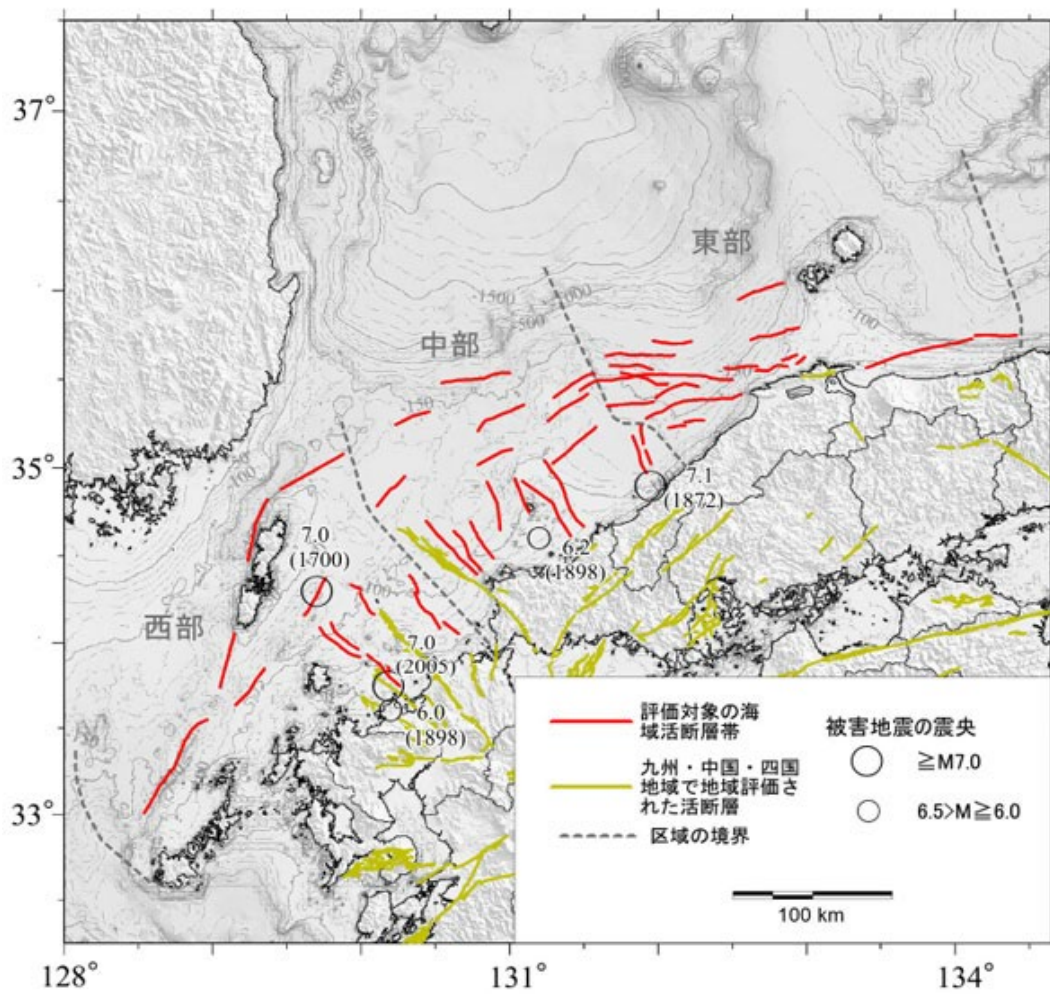 37°
35°
33°
128°
131°
134°
東部
中部
西部
-500
-1500
-1000
-500
-100
-150
-150
-100
-100
7.1
(1872)
7.0
(1700)
6.2
(1898)
7.0
(2005)
6.0
(1898)
評価対象の海
域活断層帯
九州・中国・四国
地域で地域評価さ
れた活断層
区域の境界
被害地震の震央
≧M7.0
6.5>M≧6.0
100 km